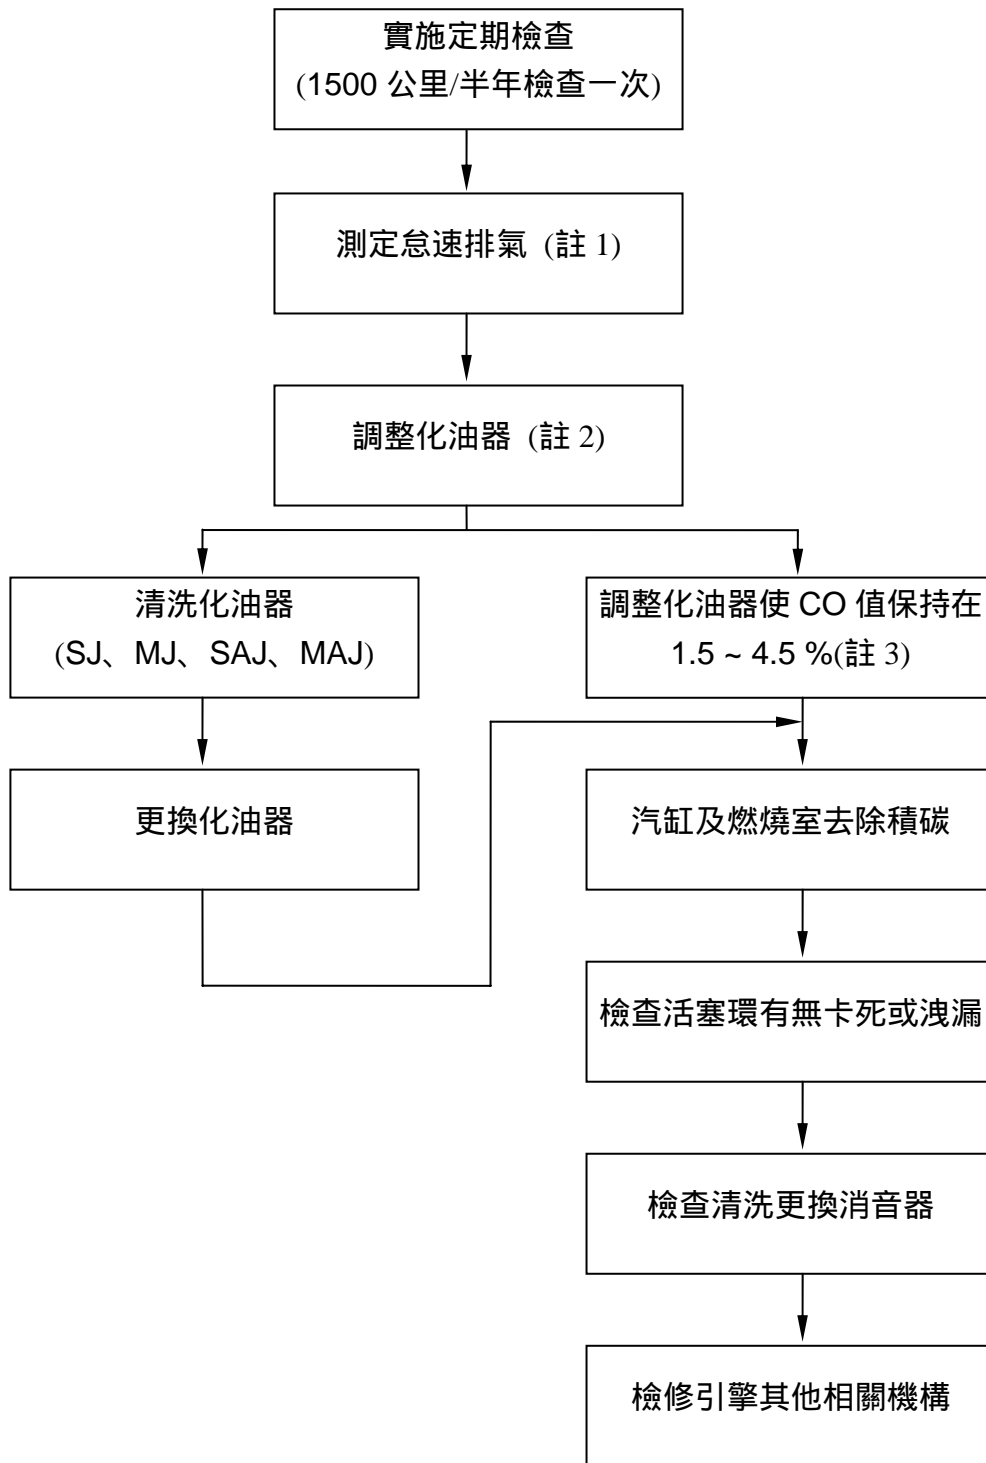 實施定期檢查
(1500 公里/半年檢查一次)
測定怠速排氣 (註 1)
調整化油器 (註 2)
清洗化油器
(SJ、MJ、SAJ、MAJ)
調整化油器使 CO 值保持在
1.5 ~ 4.5 %(註 3)
更換化油器
汽缸及燃燒室去除積碳
檢查活塞環有無卡死或洩漏
檢查清洗更換消音器
檢修引擎其他相關機構